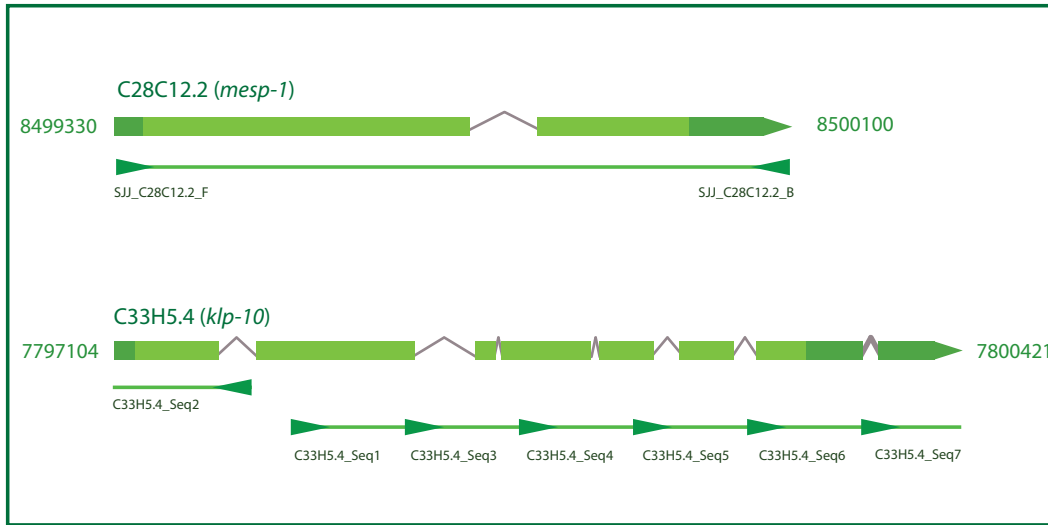 C28C12.2 (mesp-1)
8499330
8500100
SJJ_C28C12.2_F
SJJ_C28C12.2_B
C33H5.4 (klp-10)
7797104
7800421
C33H5.4_Seq2
C33H5.4_Seq1
C33H5.4_Seq3
C33H5.4_Seq4
C33H5.4_Seq5
C33H5.4_Seq6
C33H5.4_Seq7